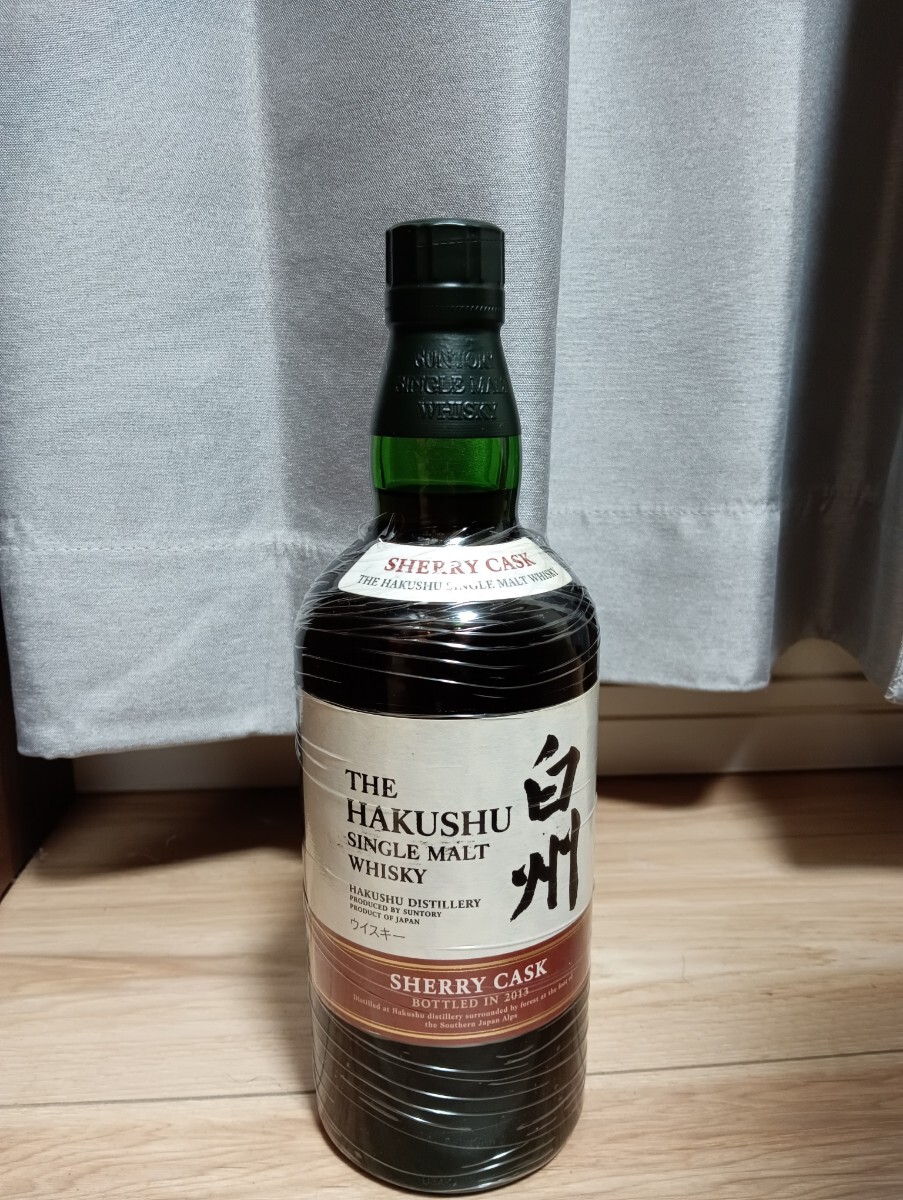 SUNTORY
SINGLE MALT
WHISKY
SHERRY CASK
THE HAKUSHU SINGLE MALT WHISKY
THE
HAKUSHU
SINGLE MALT
WHISKY
白州
HAKUSHU DISTILLERY
PRODUCED BY SUNTORY
PRODUCT OF JAPAN
ウイスキー
SHERRY CASK
BOTTLED IN 2013
Distilled at Hakushu distillery surrounded by forest at the foot of
the Southern Japan Alps